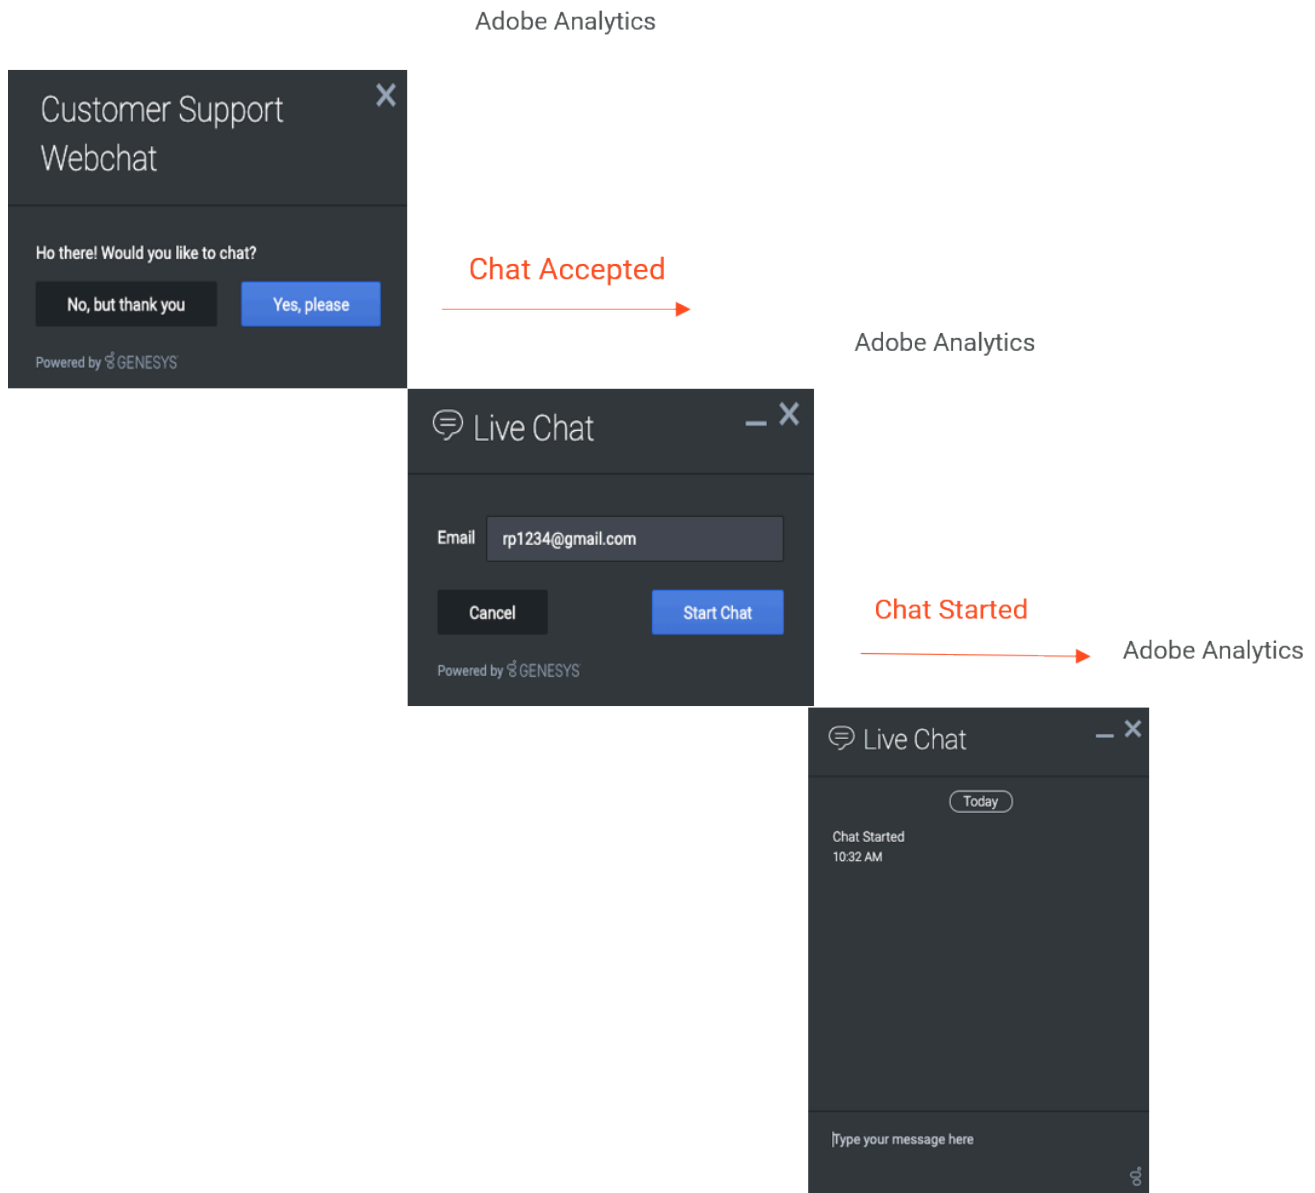 Adobe Analytics
Customer Support
Webchat
Ho there! Would you like to chat?
No, but thank you
Yes, please
Powered by GENESYS
Chat Accepted
Adobe Analytics
Live Chat
Email
rp1234@gmail.com
Cancel
Start Chat
Powered by GENESYS
Chat Started
Adobe Analytics
Live Chat
Today
Chat Started
10:32 AM
Type your message here